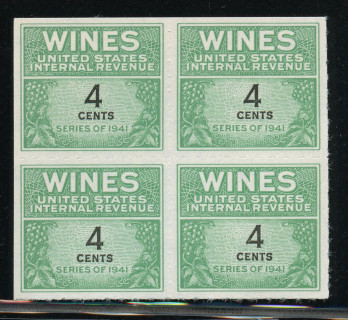 WINES
UNITED STATES
INTERNAL REVENUE
4
CENTS
SERIES OF 1941
WINES
UNITED STATES
INTERNAL REVENUE
4
CENTS
SERIES OF 1941
WINES
UNITED STATES
INTERNAL REVENUE
4
CENTS
SERIES OF 1941
WINES
UNITED STATES
INTERNAL REVENUE
4
CENTS
SERIES OF 1941